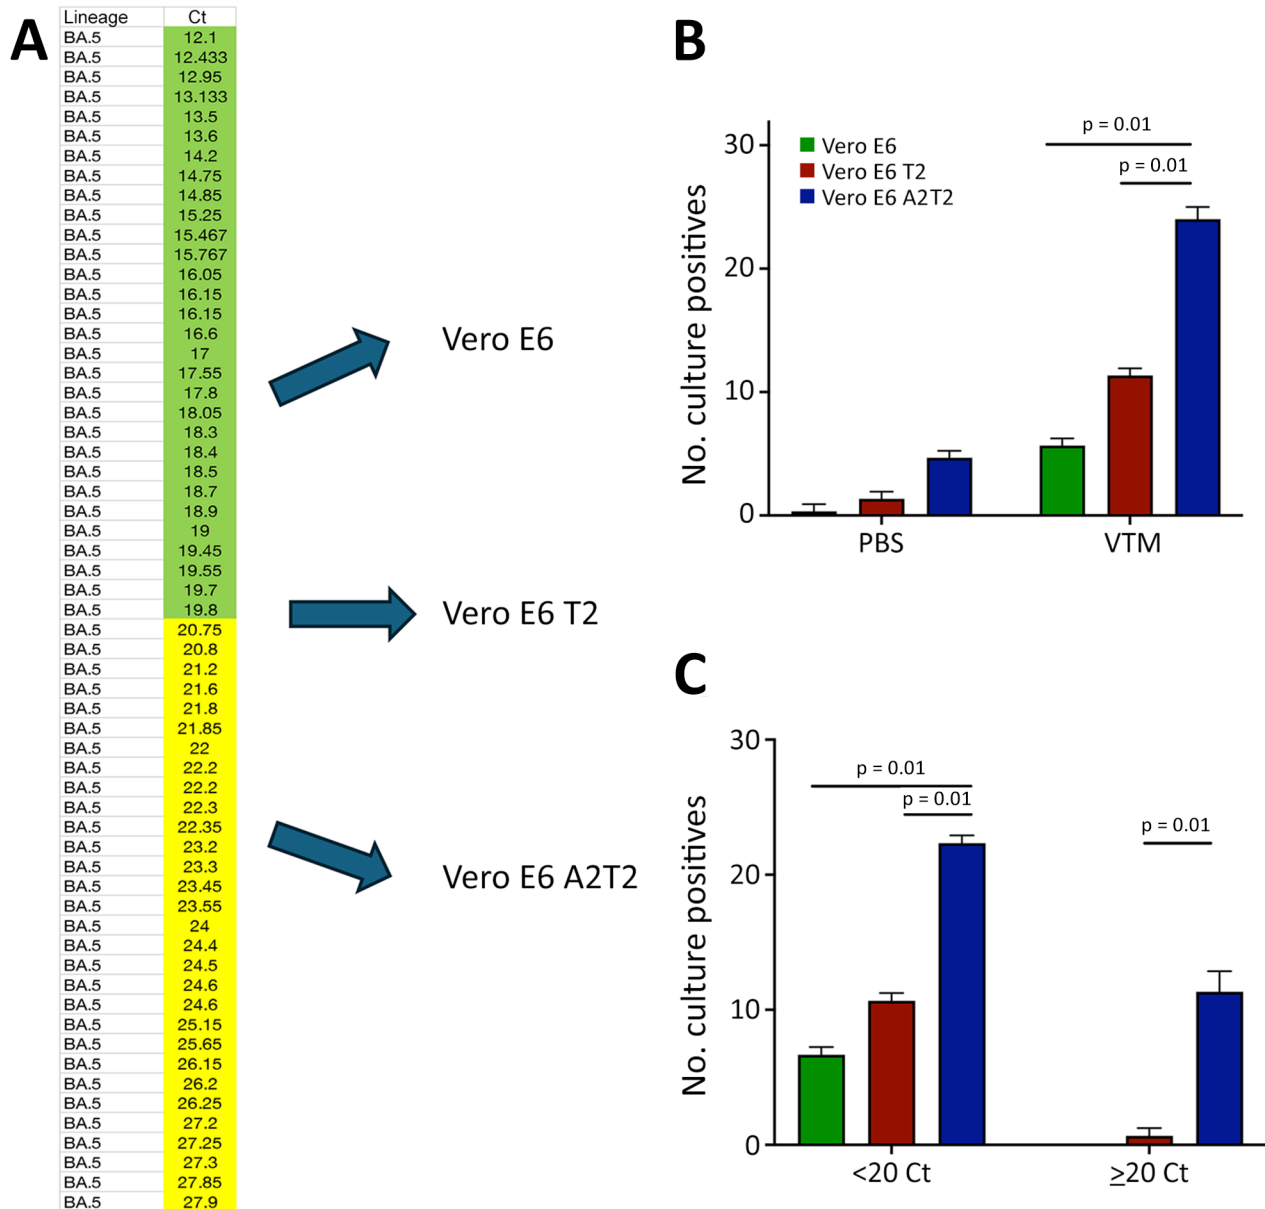 A
Lineage Ct
BA.5 12.1
BA.5 12.433
BA.5 12.95
BA.5 13.133
BA.5 13.5
BA.5 13.6
BA.5 14.2
BA.5 14.75
BA.5 14.85
BA.5 15.25
BA.5 15.467
BA.5 15.767
BA.5 16.05
BA.5 16.15
BA.5 16.15
BA.5 16.6
BA.5 17
BA.5 17.55
BA.5 17.8
BA.5 18.05
BA.5 18.3
BA.5 18.4
BA.5 18.5
BA.5 18.7
BA.5 18.9
BA.5 19
BA.5 19.45
BA.5 19.55
BA.5 19.7
BA.5 19.8
BA.5 20.75
BA.5 20.8
BA.5 21.2
BA.5 21.6
BA.5 21.8
BA.5 21.85
BA.5 22
BA.5 22.2
BA.5 22.2
BA.5 22.3
BA.5 22.35
BA.5 23.2
BA.5 23.3
BA.5 23.45
BA.5 23.55
BA.5 24
BA.5 24.4
BA.5 24.5
BA.5 24.6
BA.5 24.6
BA.5 25.15
BA.5 25.65
BA.5 26.15
BA.5 26.2
BA.5 26.25
BA.5 27.2
BA.5 27.25
BA.5 27.3
BA.5 27.85
BA.5 27.9
Vero E6
Vero E6 T2
Vero E6 A2T2
B
No. culture positives
30
20
10
0
Vero E6
Vero E6 T2
Vero E6 A2T2
p = 0.01
p = 0.01
PBS VTM
C
No. culture positives
30
20
10
0
p = 0.01
p = 0.01
p = 0.01
<20 Ct ≥20 Ct